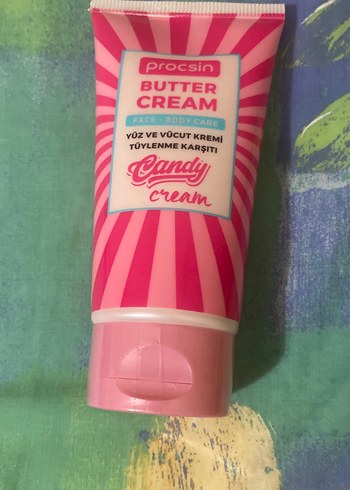 procsin
BUTTER
CREAM
FACE - BODY CARE
YÜZ VE VÜCUT KREMİ
TÜYLENME KARŞITI
Candy
cream